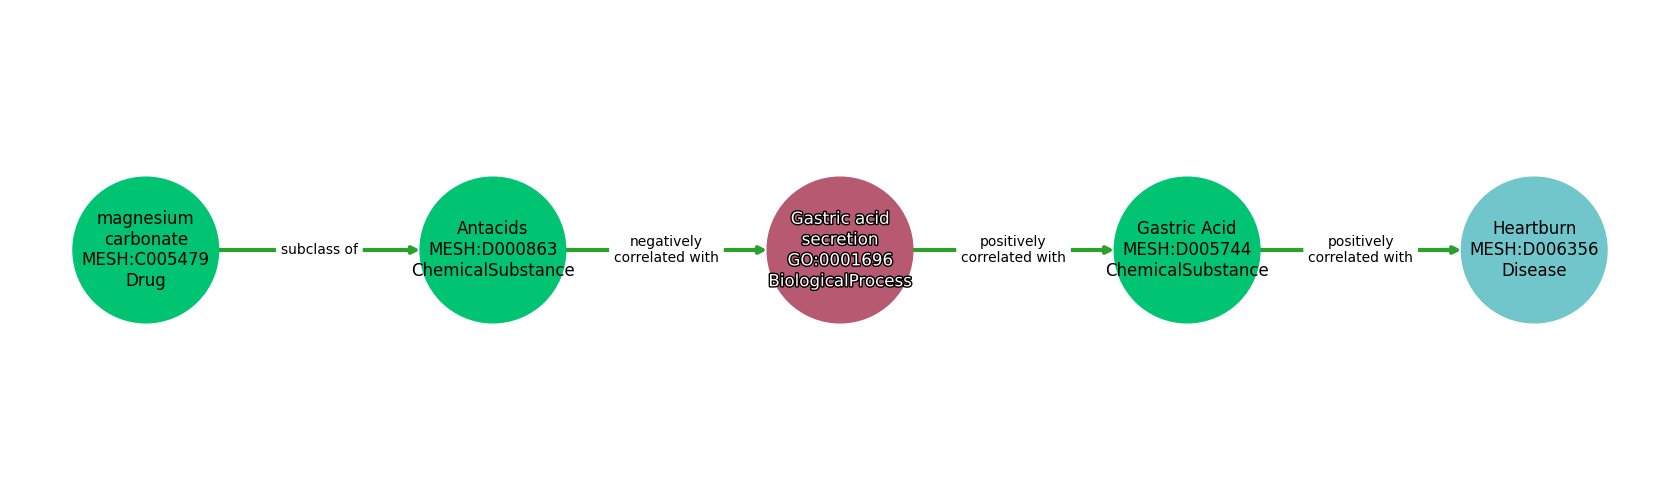 magnesium
carbonate
MESH:C005479
Drug
subclass of
Antacids
MESH:D000863
ChemicalSubstance
negatively
correlated with
Gastric acid
secretion
GO:0001696
BiologicalProcess
positively
correlated with
Gastric Acid
MESH:D005744
ChemicalSubstance
positively
correlated with
Heartburn
MESH:D006356
Disease